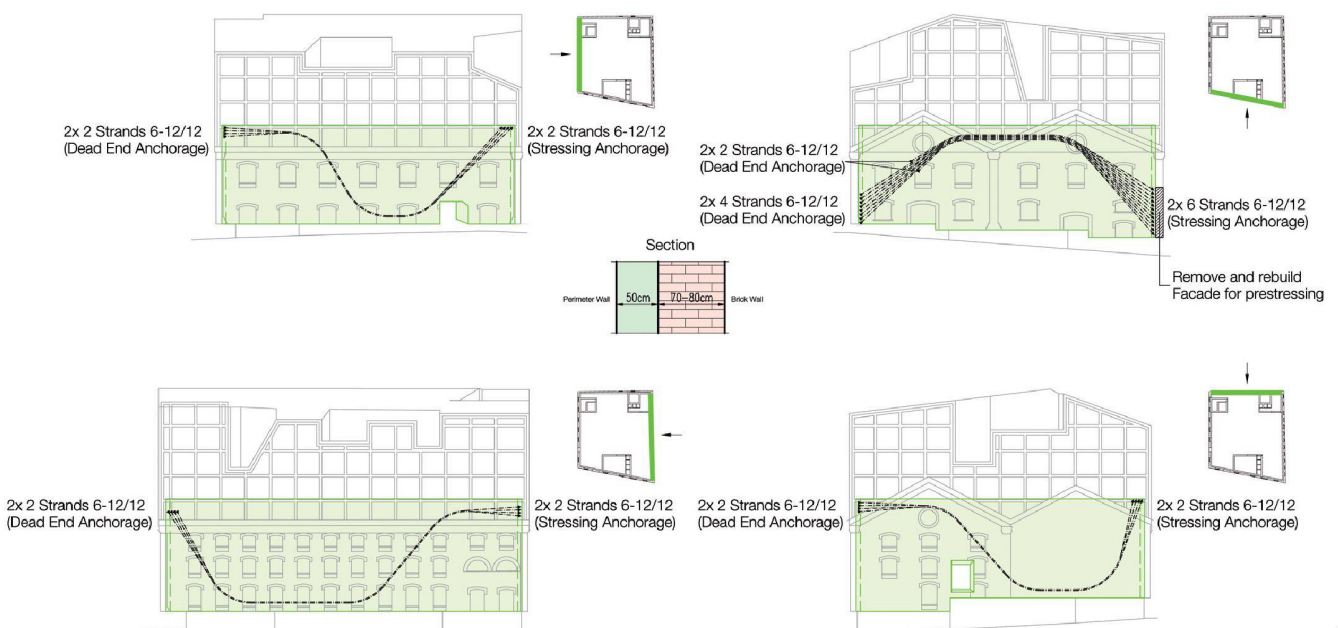 2x 2 Strands 6-12/12
(Dead End Anchorage)
2x 2 Strands 6-12/12
(Stressing Anchorage)
2x 2 Strands 6-12/12
(Dead End Anchorage)
2x 4 Strands 6-12/12
(Dead End Anchorage)
2x 6 Strands 6-12/12
(Stressing Anchorage)
Remove and rebuild
Facade for prestressing
Section
Perimeter Wall
50cm
70-80cm
Brick Wall
2x 2 Strands 6-12/12
(Dead End Anchorage)
2x 2 Strands 6-12/12
(Stressing Anchorage)
2x 2 Strands 6-12/12
(Dead End Anchorage)
2x 2 Strands 6-12/12
(Stressing Anchorage)